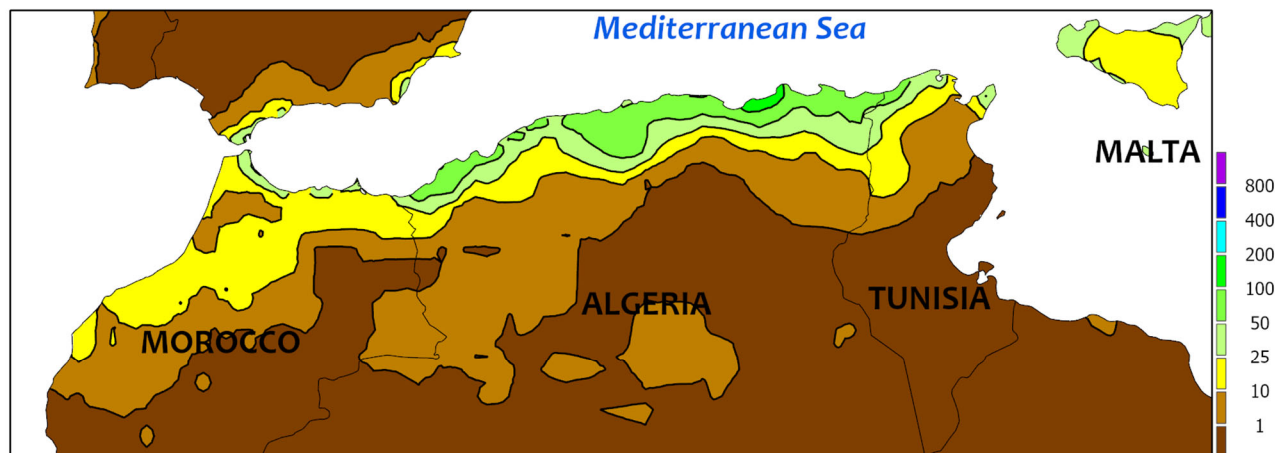 Mediterranean Sea
MALTA
800
400
200
ALGERIA
TUNISIA
100
MOROCCO
50
25
10
1